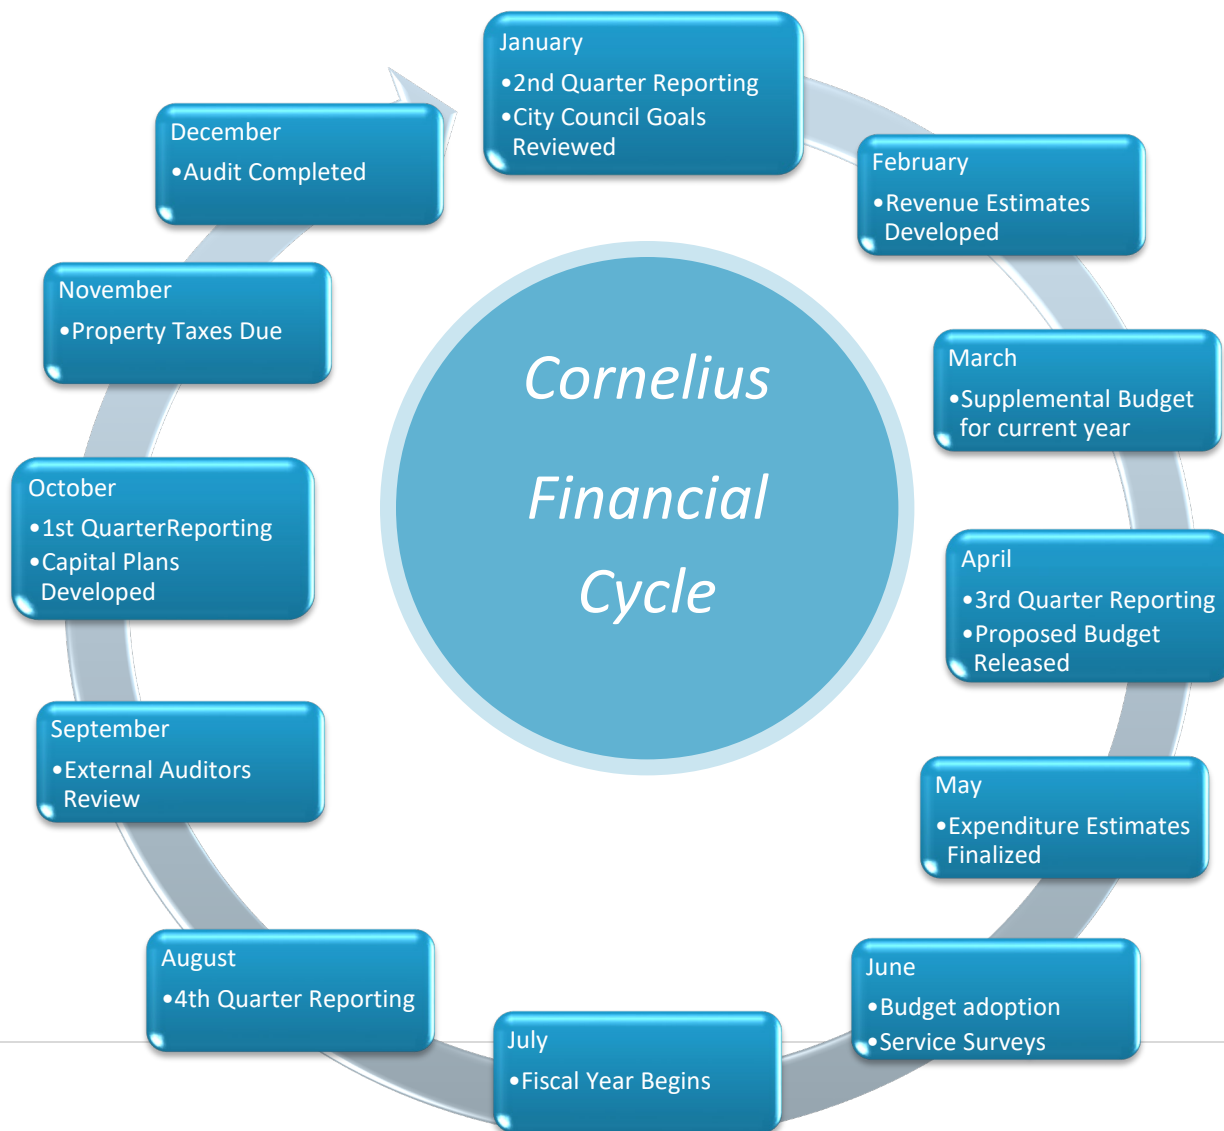 January
•2nd Quarter Reporting
•City Council Goals
Reviewed
February
•Revenue Estimates
Developed
March
•Supplemental Budget
for current year
April
•3rd Quarter Reporting
•Proposed Budget
Released
May
•Expenditure Estimates
Finalized
June
•Budget adoption
•Service Surveys
July
•Fiscal Year Begins
August
•4th Quarter Reporting
September
•External Auditors
Review
October
•1st QuarterReporting
•Capital Plans
Developed
November
•Property Taxes Due
December
•Audit Completed
Cornelius
Financial
Cycle